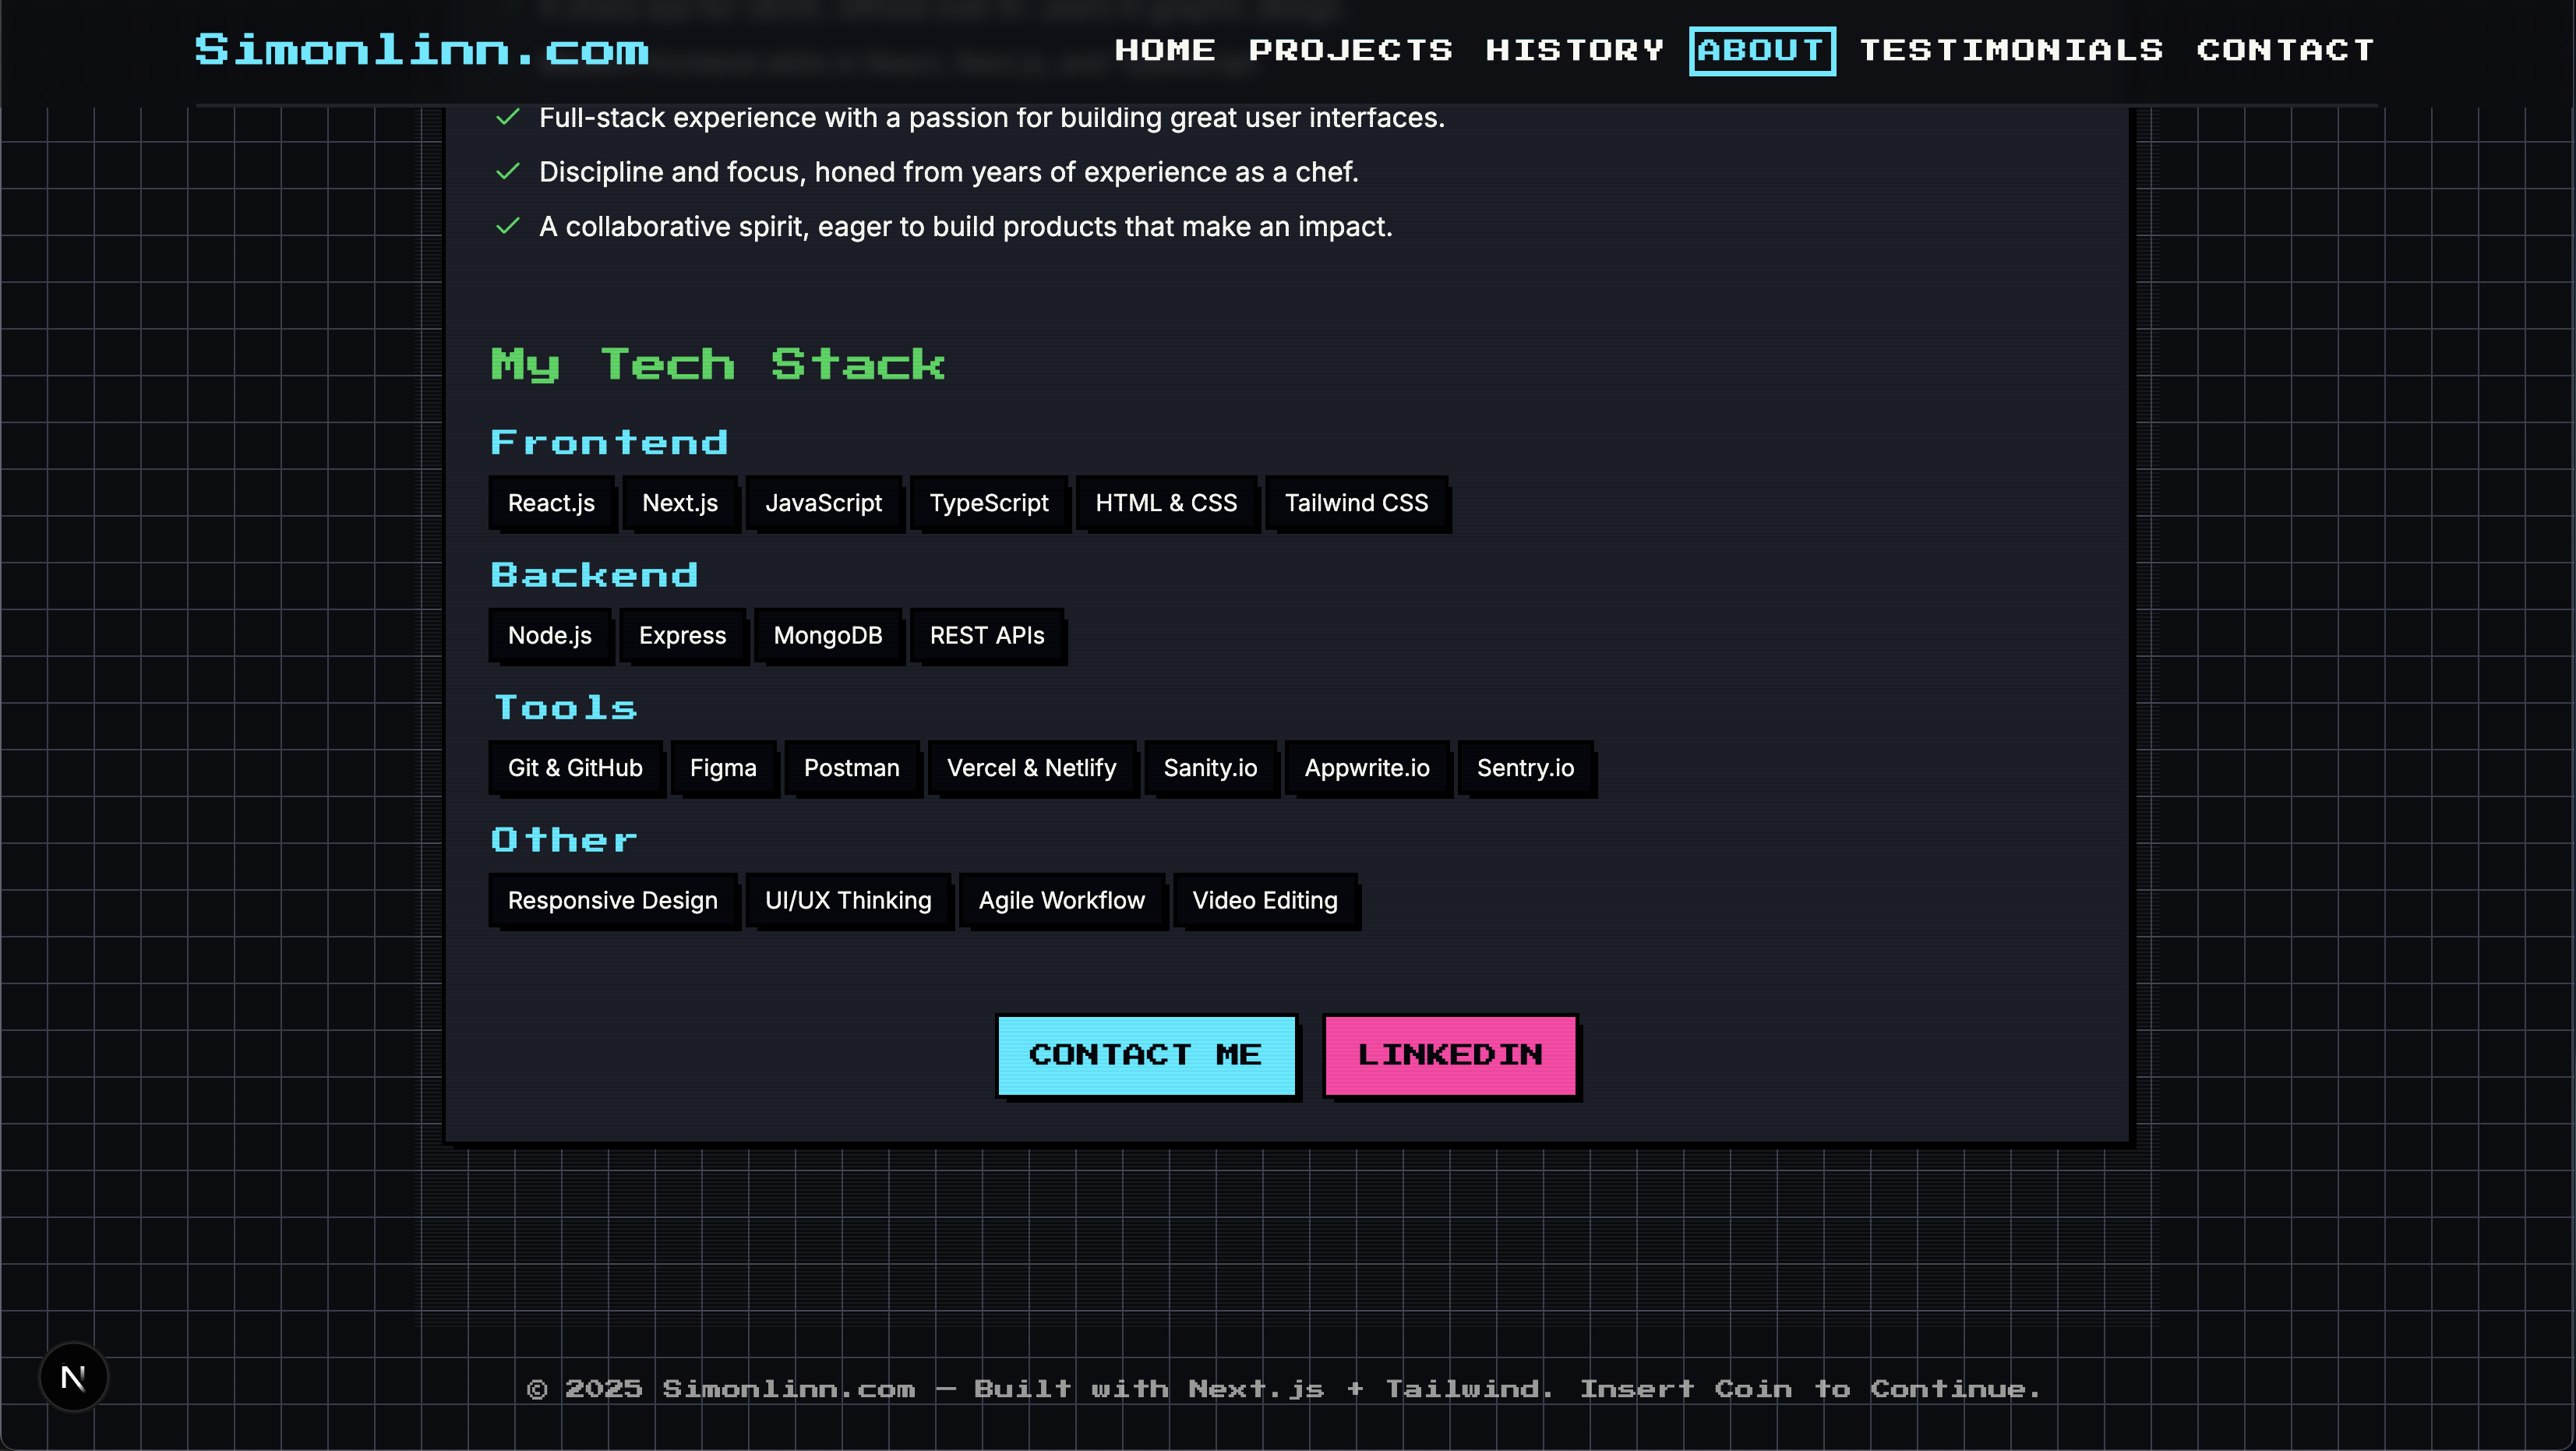 Simonlinn.com HOME PROJECTS HISTORY ABOUT TESTIMONIALS CONTACT
Full-stack experience with a passion for building great user interfaces.
Discipline and focus, honed from years of experience as a chef.
A collaborative spirit, eager to build products that make an impact.
My Tech Stack
Frontend
React.js Next.js JavaScript TypeScript HTML & CSS Tailwind CSS
Backend
Node.js Express MongoDB REST APIs
Tools
Git & GitHub Figma Postman Vercel & Netlify Sanity.io Appwrite.io Sentry.io
Other
Responsive Design UI/UX Thinking Agile Workflow Video Editing
CONTACT ME LINKEDIN
N
© 2025 Simonlinn.com — Built with Next.js + Tailwind. Insert Coin to Continue.